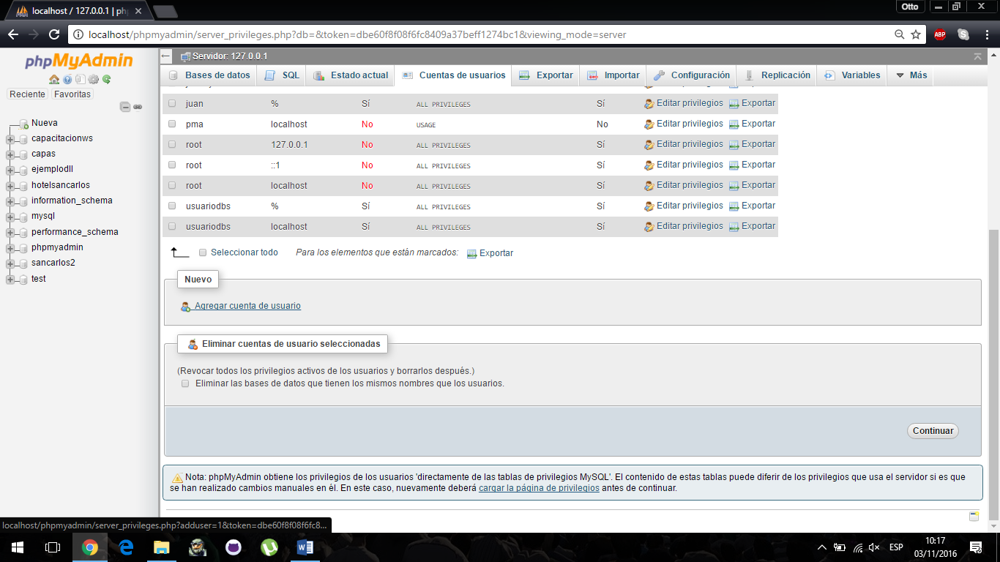 localhost / 127.0.0.1 | ph
Otto
localhost/phpmyadmin/server_privileges.php?db=&token=dbe60f8f08f6fc8409a37beff1274bc1&viewing_mode=server
ABP
phpMyAdmin
Reciente Favoritas
Nueva
capacitacionws
capas
ejemplodll
hotelsancarlos
information_schema
mysql
performance_schema
phpmyadmin
sancarlos2
test
Servidor: 127.0.0.1
Bases de datos SQL Estado actual Cuentas de usuarios Exportar Importar Configuración Replicación Variables Más
juan % Sí ALL PRIVILEGES Sí Editar privilegios Exportar
pma localhost No USAGE No Editar privilegios Exportar
root 127.0.0.1 No ALL PRIVILEGES Sí Editar privilegios Exportar
root ::1 No ALL PRIVILEGES Sí Editar privilegios Exportar
root localhost No ALL PRIVILEGES Sí Editar privilegios Exportar
usuariodbs % Sí ALL PRIVILEGES Sí Editar privilegios Exportar
usuariodbs localhost Sí ALL PRIVILEGES Sí Editar privilegios Exportar
Seleccionar todo Para los elementos que están marcados: Exportar
Nuevo
Agregar cuenta de usuario
Eliminar cuentas de usuario seleccionadas
(Revocar todos los privilegios activos de los usuarios y borrarlos después.)
Eliminar las bases de datos que tienen los mismos nombres que los usuarios.
Continuar
Nota: phpMyAdmin obtiene los privilegios de los usuarios 'directamente de las tablas de privilegios MySQL'. El contenido de estas tablas puede diferir de los privilegios que usa el servidor si es que
se han realizado cambios manuales en él. En este caso, nuevamente deberá cargar la página de privilegios antes de continuar.
localhost/phpmyadmin/server_privileges.php?adduser=1&token=dbe60f8f08f6fc8...
ESP
10:17
03/11/2016